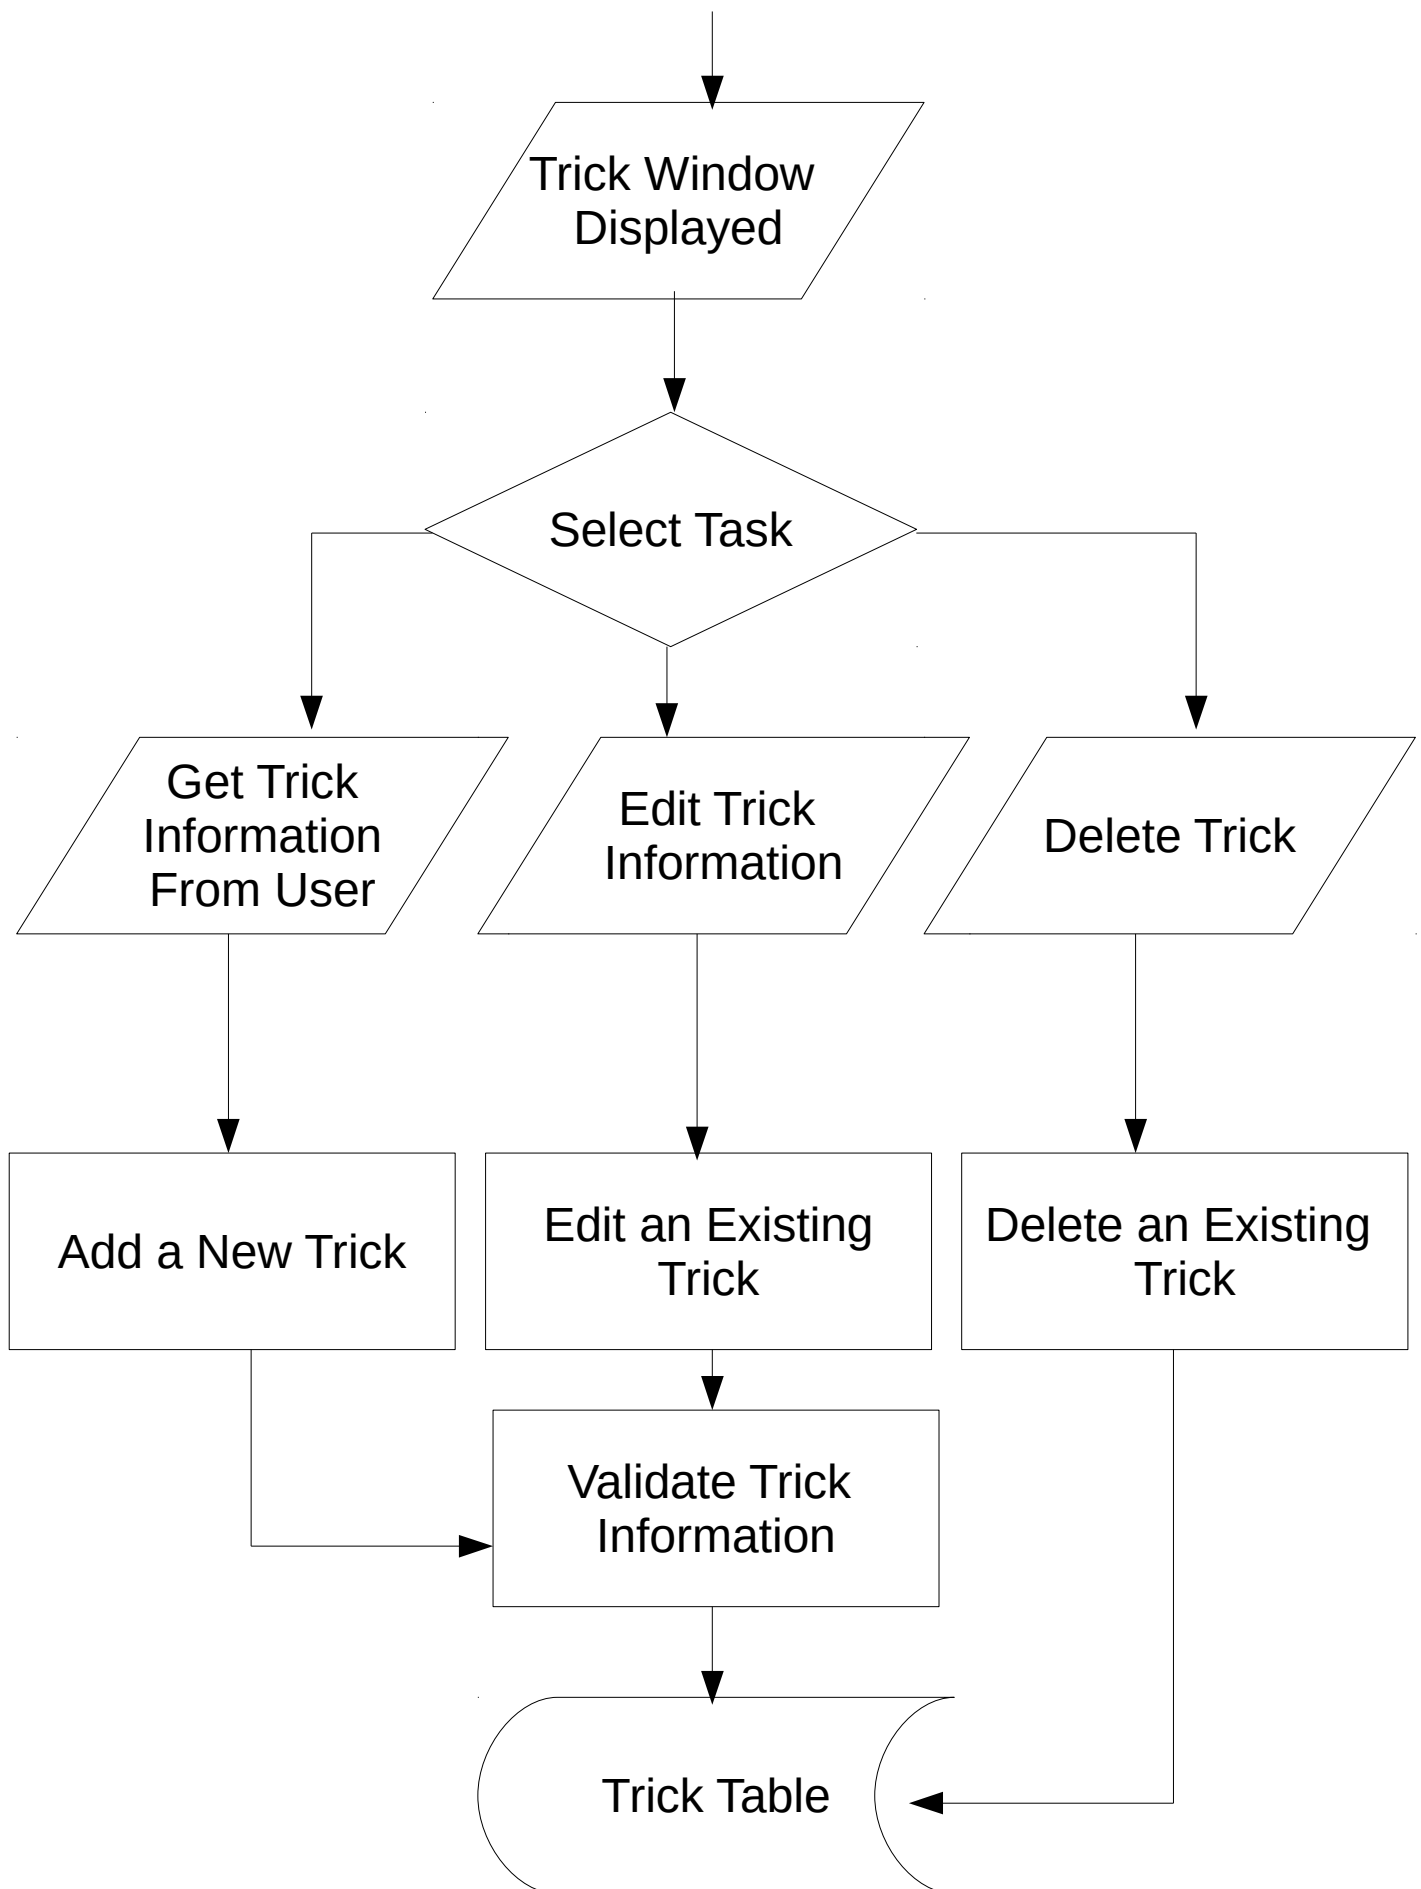 Trick Window
Displayed
Select Task
Get Trick
Information
From User
Edit Trick
Information
Delete Trick
Add a New Trick
Edit an Existing
Trick
Delete an Existing
Trick
Validate Trick
Information
Trick Table